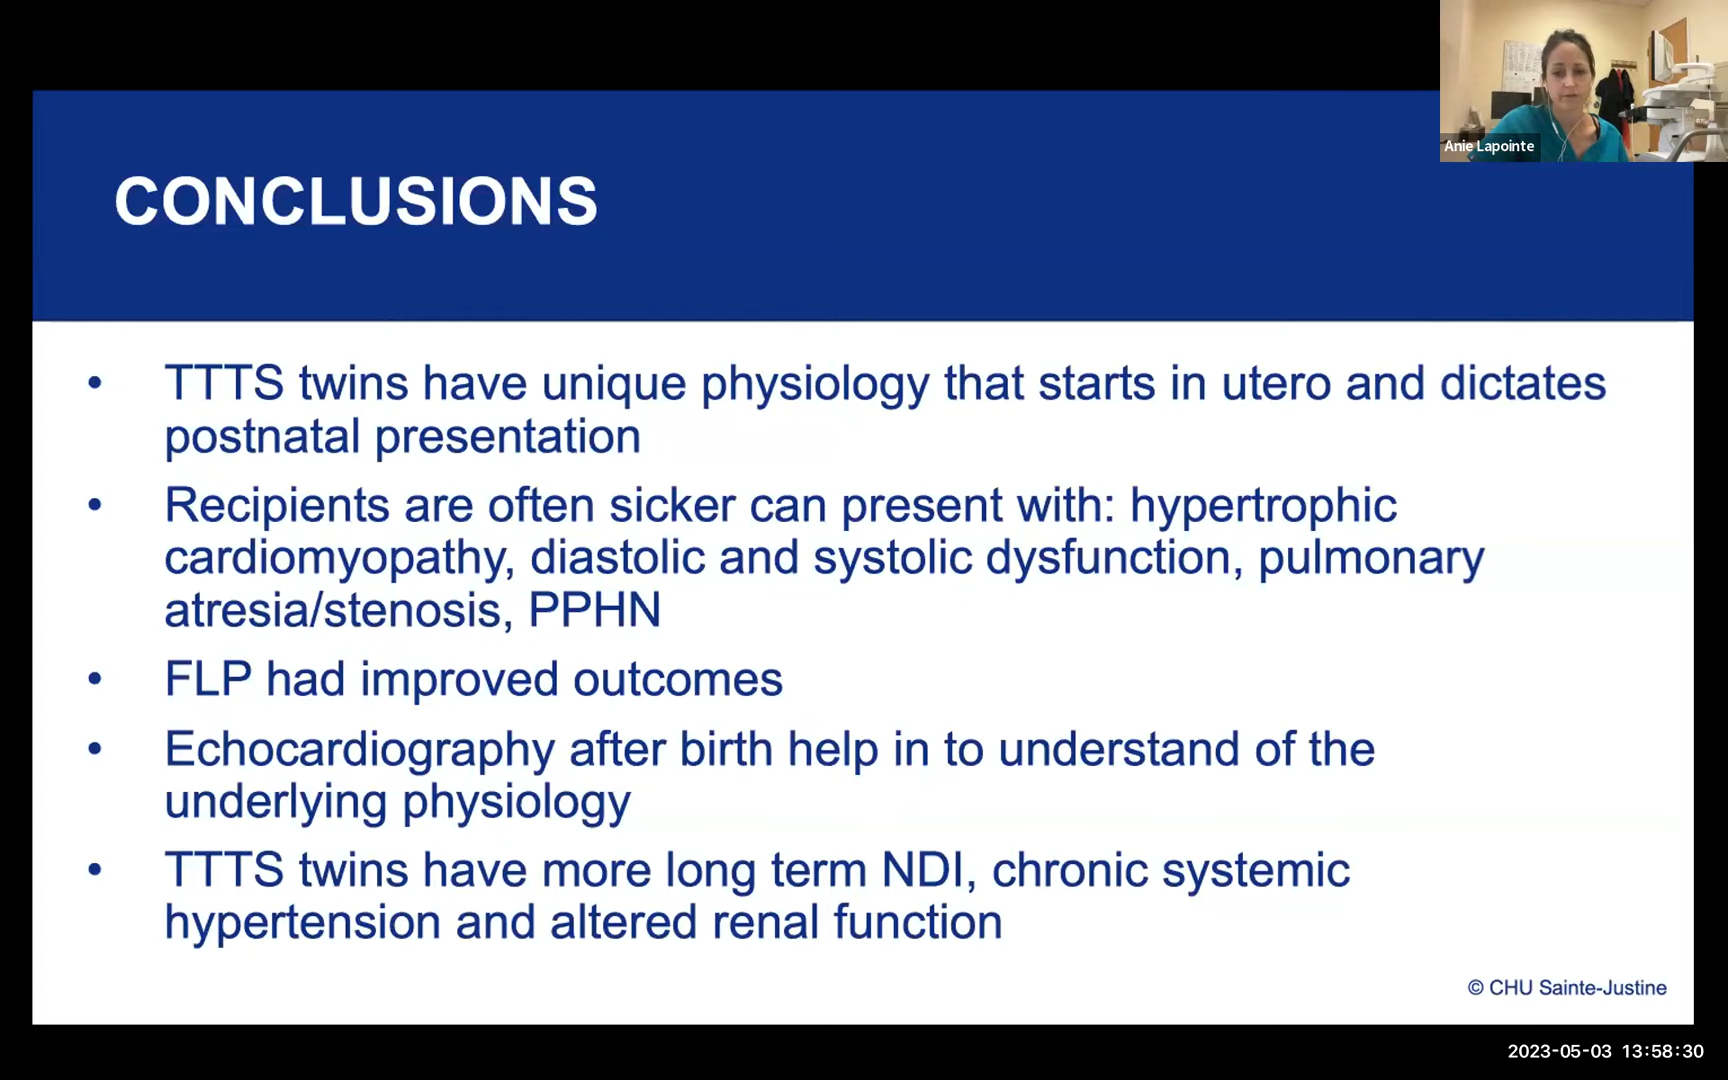 Anie Lapointe
CONCLUSIONS
• TTTS twins have unique physiology that starts in utero and dictates
postnatal presentation
• Recipients are often sicker can present with: hypertrophic
cardiomyopathy, diastolic and systolic dysfunction, pulmonary
atresia/stenosis, PPHN
• FLP had improved outcomes
• Echocardiography after birth help in to understand of the
underlying physiology
• TTTS twins have more long term NDI, chronic systemic
hypertension and altered renal function
© CHU Sainte-Justine
2023-05-03 13:58:30